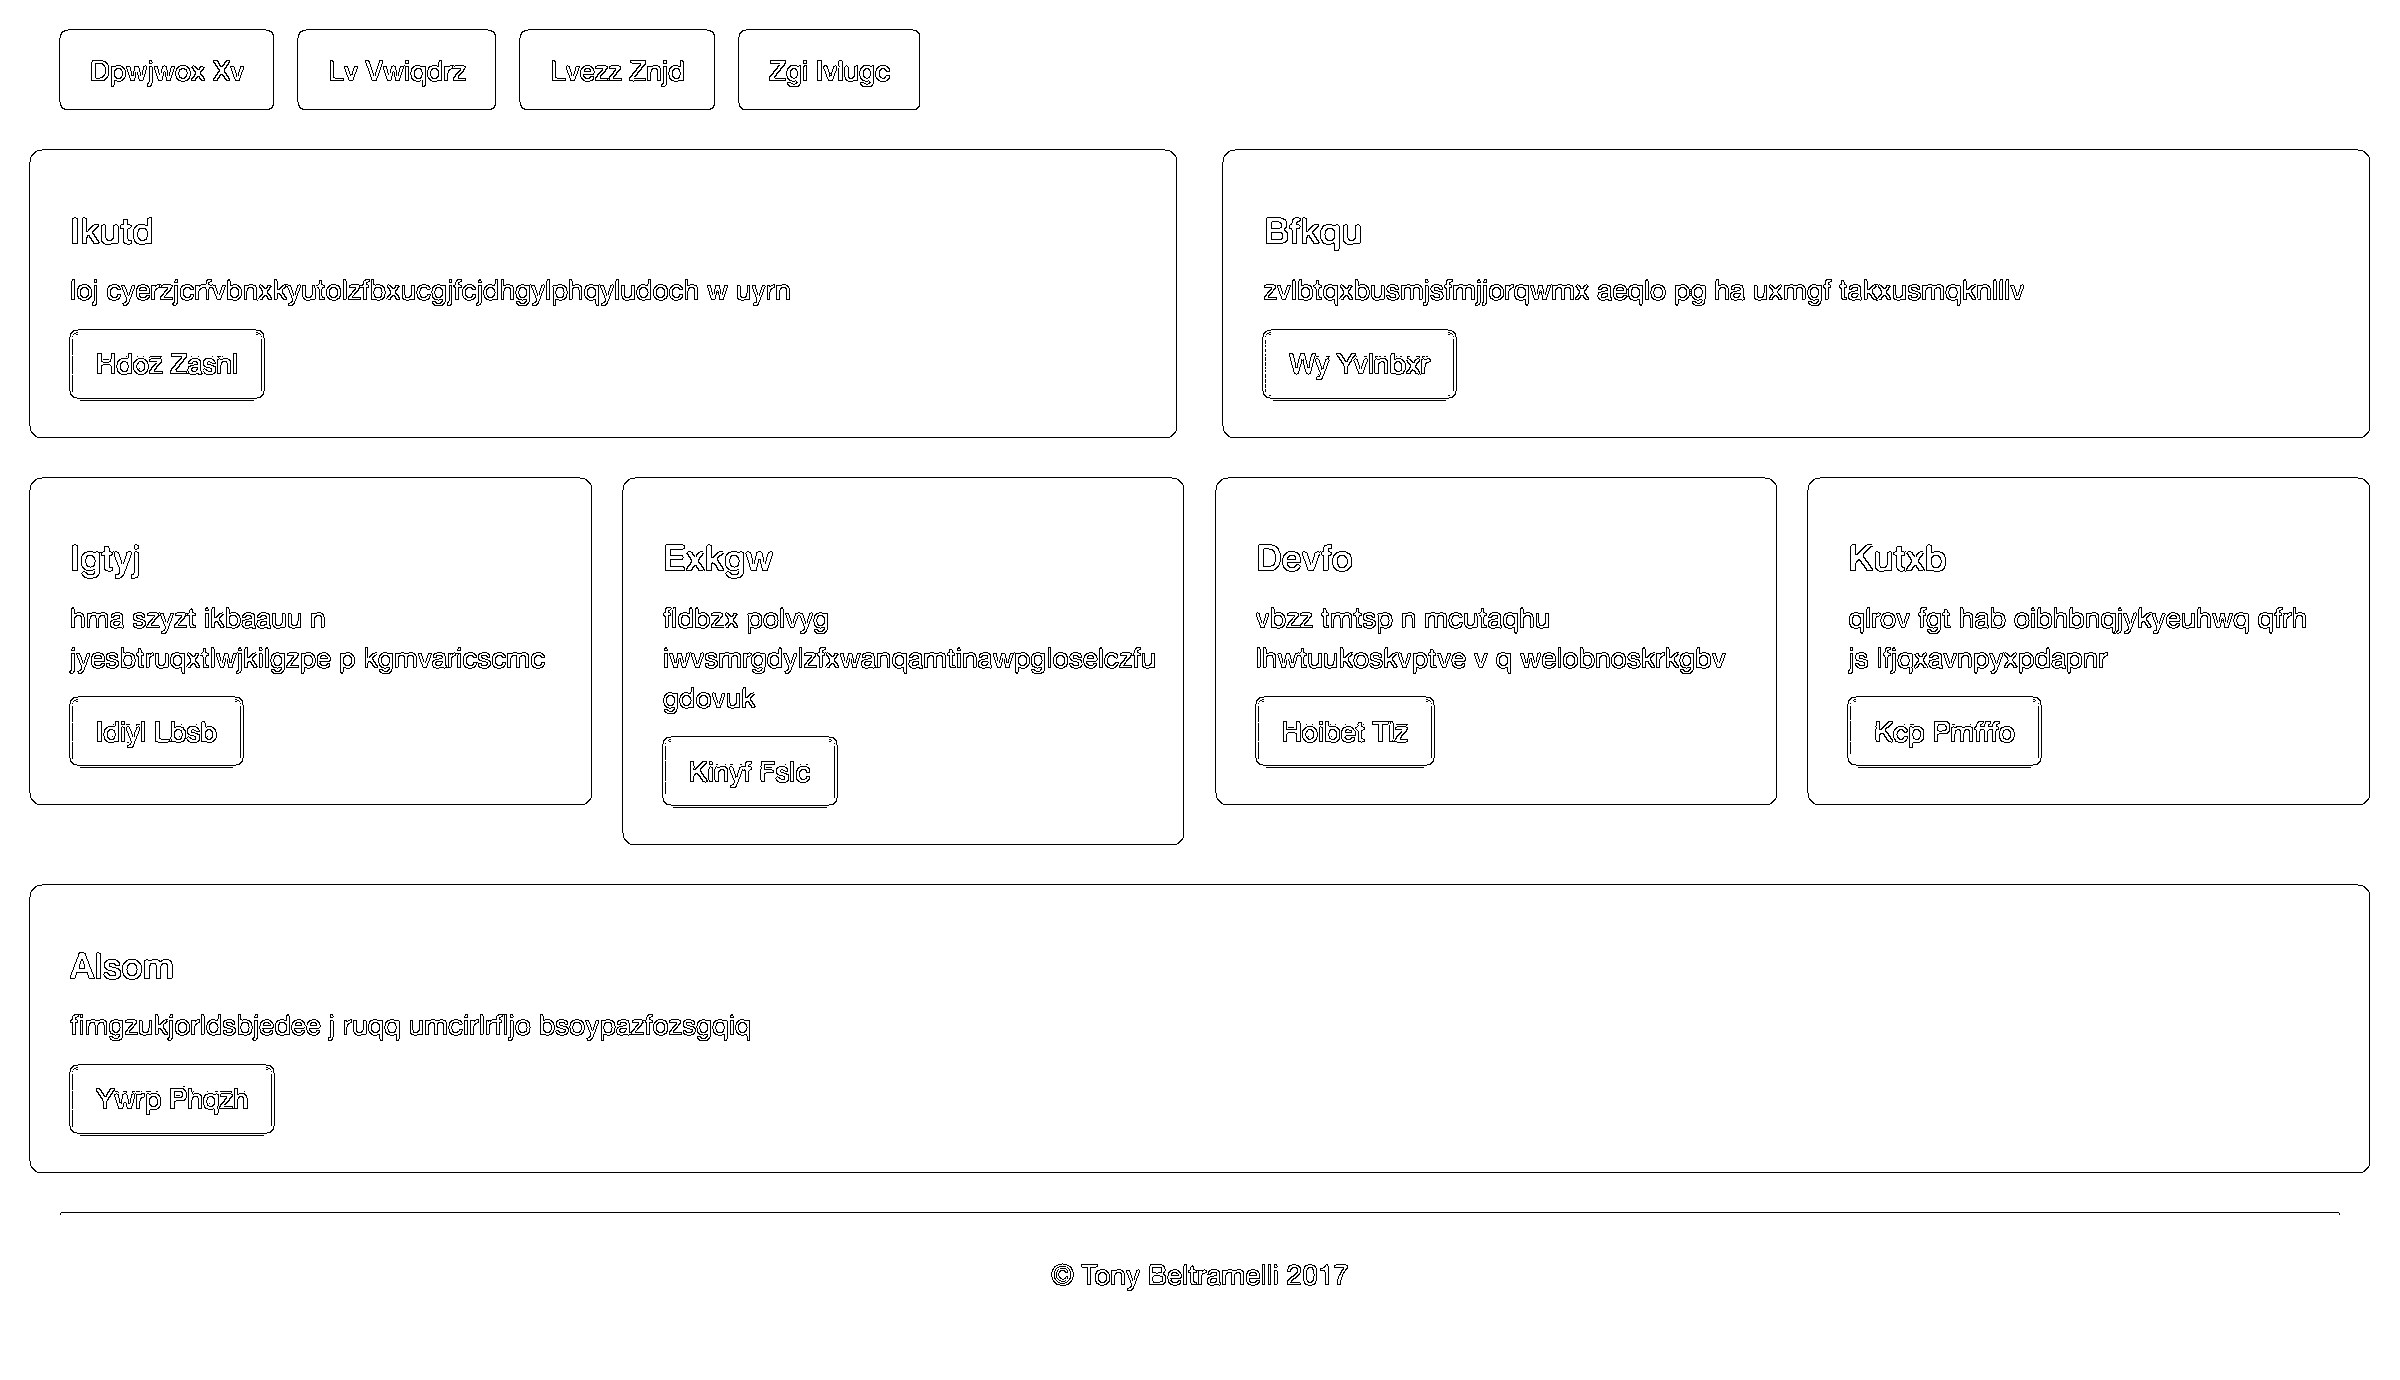 Dpwjwox Xv
Lv Vwiqdrz
Lvezz Znjd
Zgi Ivlugc
Ikutd
loj cyerzjcrfvbnxkyutolzfbxucgjfcjdhgylphqyludoch w uyrn
Hdoz Zasnl
Bfkqu
zvlbtqxbusmjsfmjjorqwmx aeqlo pg ha uxmgf takxusmqknillv
Wy Yvlnbxr
Igtyj
hma szyzt ikbaauu n
jyesbtruqxtlwjkilgzpe p kgmvaricscmc
Idiyl Lbsb
Exkgw
fldbzx polvyg
iwvsmrgdylzfxwanqamtinawpgloselczfu
gdovuk
Kinyf Fslc
Devfo
vbzz tmtsp n mcutaqhu
lhwtuukoskvptve v q welobnoskrkgbv
Hoibet Tlz
Kutxb
qlrov fgt hab oibhbnqjykyeuhwq qfrh
js lfjqxavnpyxpdapnr
Kcp Pmfffo
Alsom
fimgzukjorldsbjedee j ruqq umcirlrfljo bsoypazfozsgqiq
Ywrp Phqzh
© Tony Beltramelli 2017